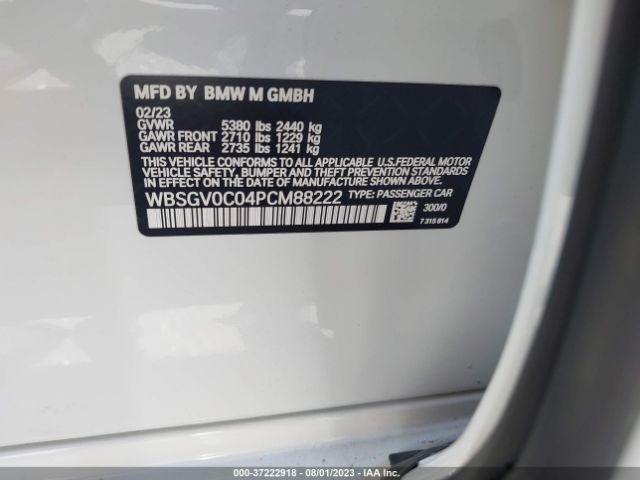 MFD BY BMW M GMBH
02/23
GVWR 5380 lbs 2440 kg
GAWR FRONT 2710 lbs 1229 kg
GAWR REAR 2735 lbs 1241 kg
THIS VEHICLE CONFORMS TO ALL APPLICABLE U.S.FEDERAL MOTOR
VEHICLE SAFETY, BUMPER AND THEFT PREVENTION STANDARDS IN
EFFECT ON THE DATE OF MANUFACTURE SHOWN ABOVE.
WBSGV0C04PCM88222 TYPE: PASSENGER CAR
300/0
7 315 814
000-37222918 - 08/01/2023 - IAA Inc.